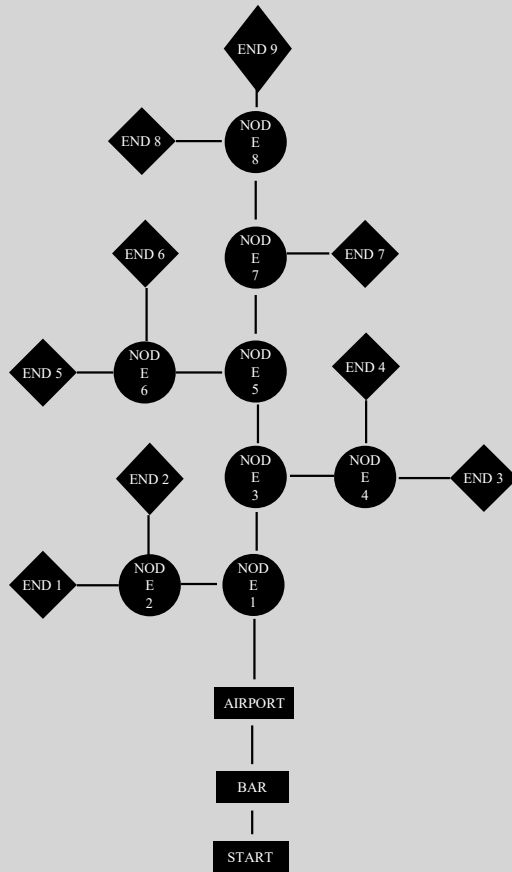 END 9
END 8
NOD
E
8
END 6
NOD
E
7
END 7
END 5
NOD
E
6
NOD
E
5
END 4
END 2
NOD
E
3
NOD
E
4
END 3
END 1
NOD
E
2
NOD
E
1
AIRPORT
BAR
START